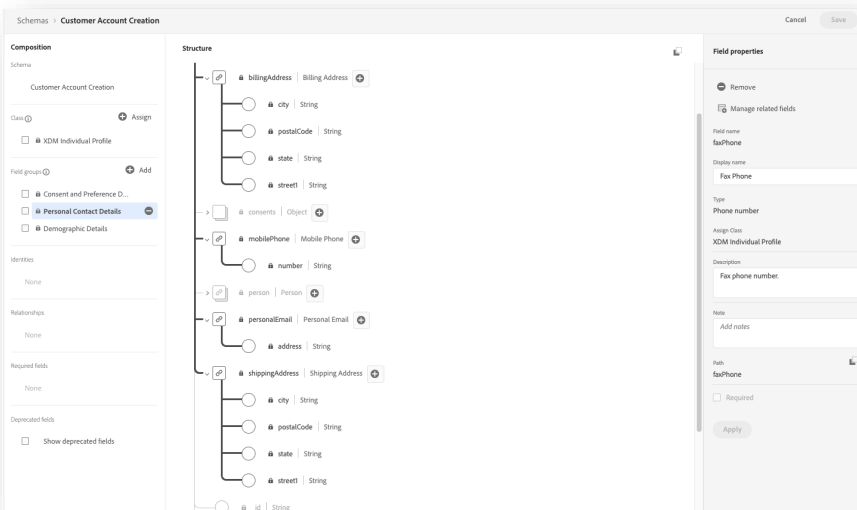 Schemas > Customer Account Creation
Cancel
Save
Composition
Schema
Customer Account Creation
Class
Assign
XDM Individual Profile
Field groups
Add
Consent and Preference D...
Personal Contact Details
Demographic Details
Identities
None
Relationships
None
Required fields
None
Deprecated fields
Show deprecated fields
Structure
billingAddress | Billing Address
city | String
postalCode | String
state | String
street1 | String
consents | Object
mobilePhone | Mobile Phone
number | String
person | Person
personalEmail | Personal Email
address | String
shippingAddress | Shipping Address
city | String
postalCode | String
state | String
street1 | String
_id | String
Field properties
Remove
Manage related fields
Field name
faxPhone
Display name
Fax Phone
Type
Phone number
Assign Class
XDM Individual Profile
Description
Fax phone number.
Note
Add notes
Path
faxPhone
Required
Apply